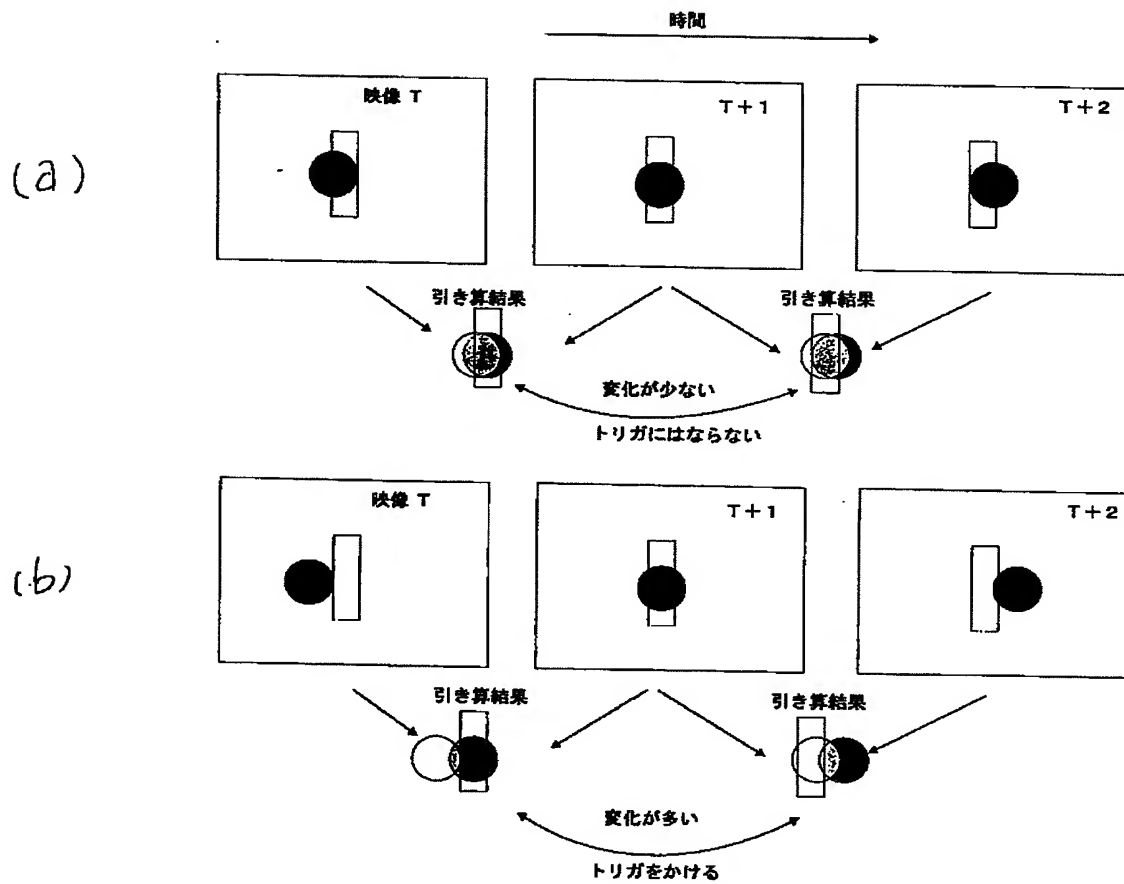 時間
(a)
映像 T
T+1
T+2
引き算結果
引き算結果
変化が少ない
トリガにはならない
(b)
映像 T
T+1
T+2
引き算結果
引き算結果
変化が多い
トリガをかける